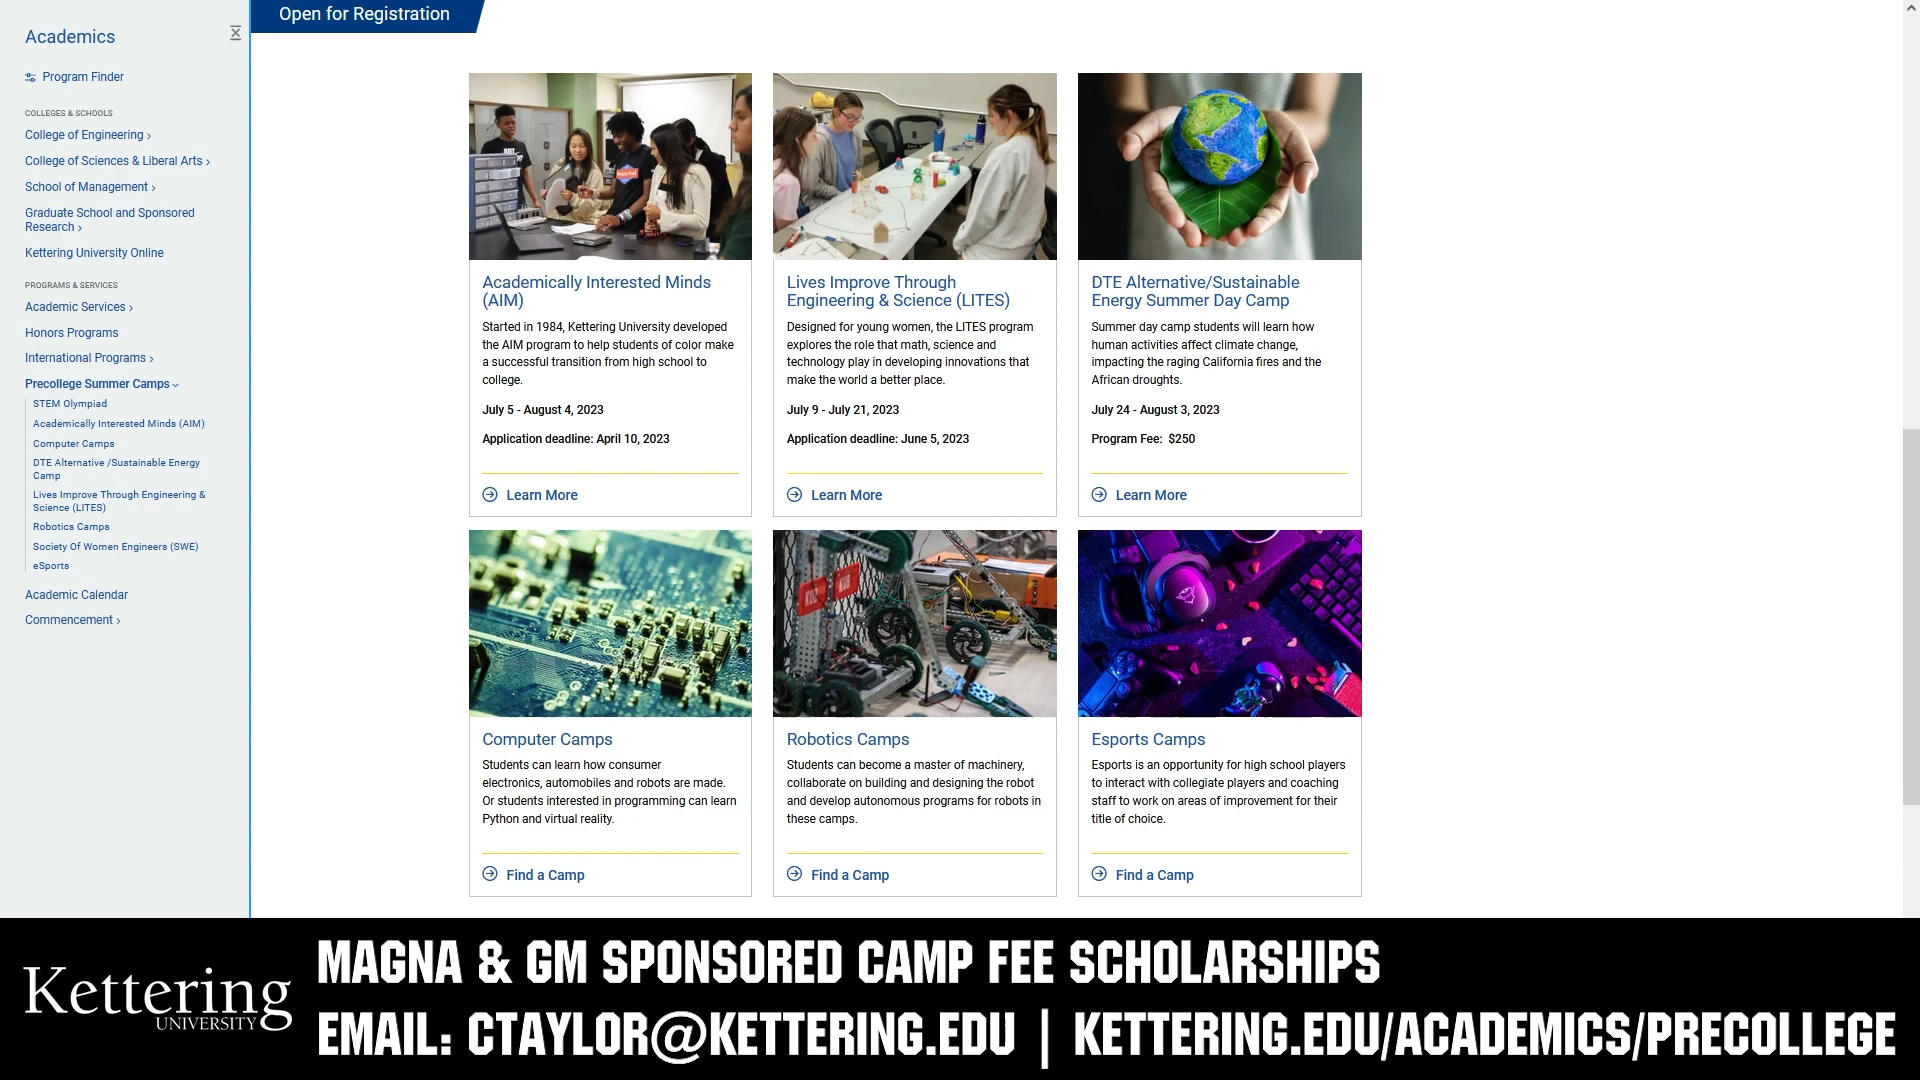 Open for Registration
Academics
Program Finder
COLLEGES & SCHOOLS
College of Engineering
College of Sciences & Liberal Arts
School of Management
Graduate School and Sponsored
Research
Kettering University Online
PROGRAMS & SERVICES
Academic Services
Honors Programs
International Programs
Precollege Summer Camps
STEM Olympiad
Academically Interested Minds (AIM)
Computer Camps
DTE Alternative /Sustainable Energy
Camp
Lives Improve Through Engineering &
Science (LITES)
Robotics Camps
Society Of Women Engineers (SWE)
eSports
Academic Calendar
Commencement
Academically Interested Minds
(AIM)
Started in 1984, Kettering University developed
the AIM program to help students of color make
a successful transition from high school to
college.
July 5 - August 4, 2023
Application deadline: April 10, 2023
Learn More
Lives Improve Through
Engineering & Science (LITES)
Designed for young women, the LITES program
explores the role that math, science and
technology play in developing innovations that
make the world a better place.
July 9 - July 21, 2023
Application deadline: June 5, 2023
Learn More
DTE Alternative/Sustainable
Energy Summer Day Camp
Summer day camp students will learn how
human activities affect climate change,
impacting the raging California fires and the
African droughts.
July 24 - August 3, 2023
Program Fee: $250
Learn More
Computer Camps
Students can learn how consumer
electronics, automobiles and robots are made.
Or students interested in programming can learn
Python and virtual reality.
Find a Camp
Robotics Camps
Students can become a master of machinery,
collaborate on building and designing the robot
and develop autonomous programs for robots in
these camps.
Find a Camp
Esports Camps
Esports is an opportunity for high school players
to interact with collegiate players and coaching
staff to work on areas of improvement for their
title of choice.
Find a Camp
Kettering
UNIVERSITY
MAGNA & GM SPONSORED CAMP FEE SCHOLARSHIPS
EMAIL: CTAYLOR@KETTERING.EDU | KETTERING.EDU/ACADEMICS/PRECOLLEGE